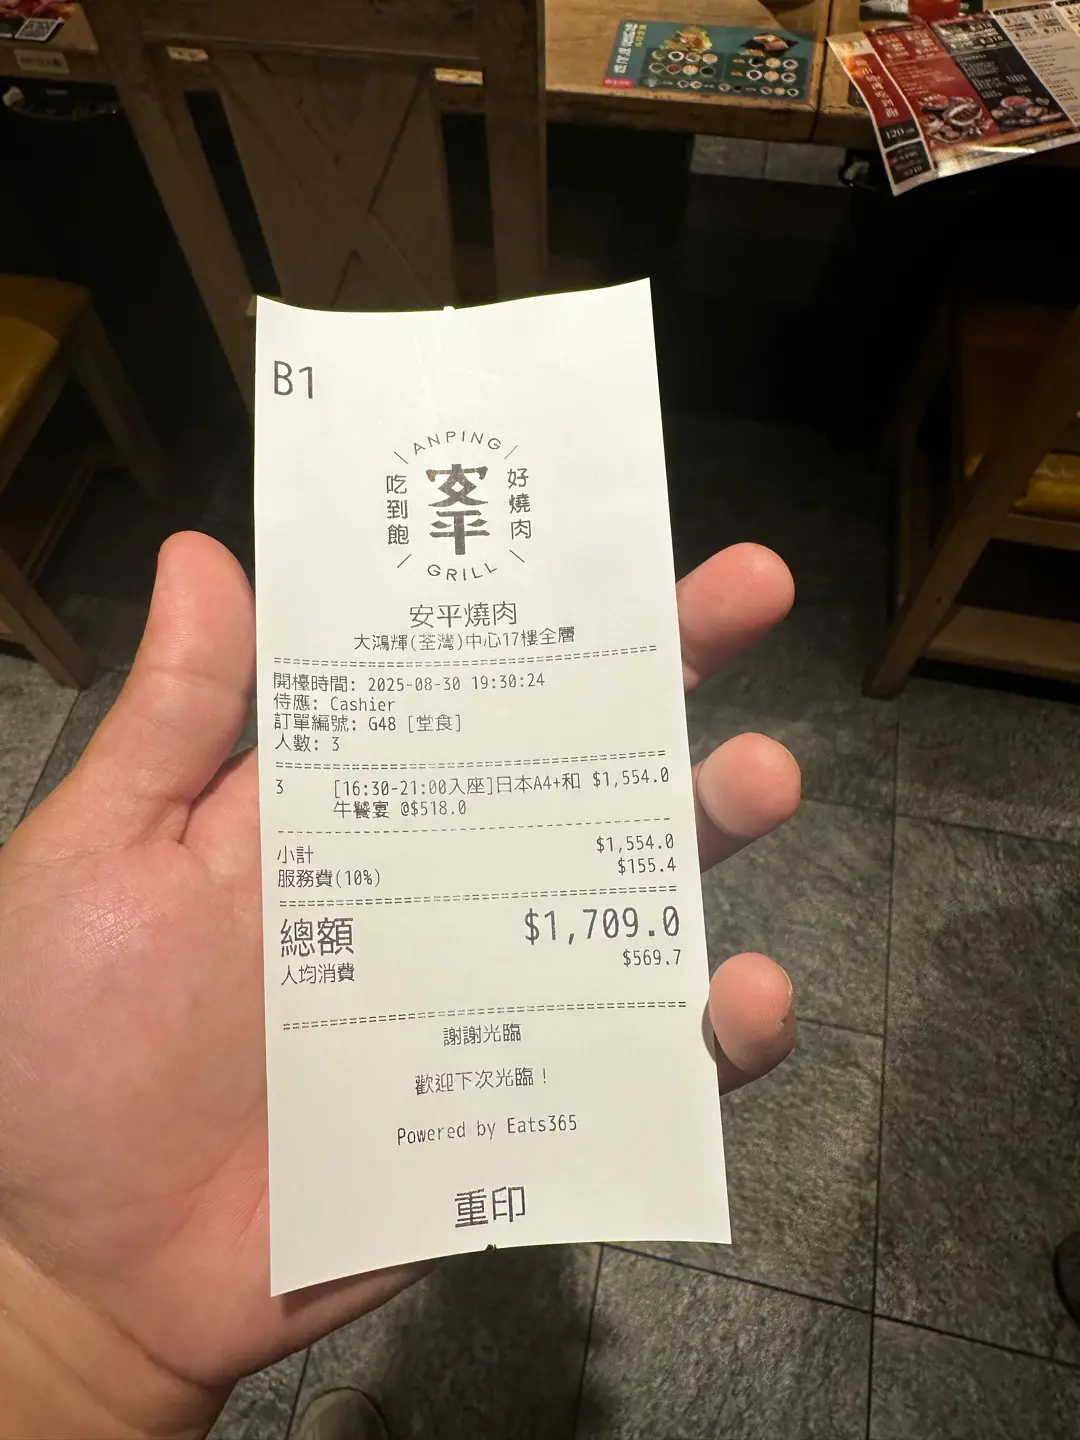 B1
ANPING
吃到飽
安平
好燒肉
GRILL
安平燒肉
大鴻輝(荃灣)中心17樓全層
開檯時間: 2025-08-30 19:30:24
侍應: Cashier
訂單編號: G48 [堂食]
人數: 3
3 [16:30-21:00入座]日本A4+和 $1,554.0
牛饗宴 @$518.0
小計 $1,554.0
服務費(10%) $155.4
總額 $1,709.0
人均消費 $569.7
謝謝光臨
歡迎下次光臨！
Powered by Eats365
重印
120